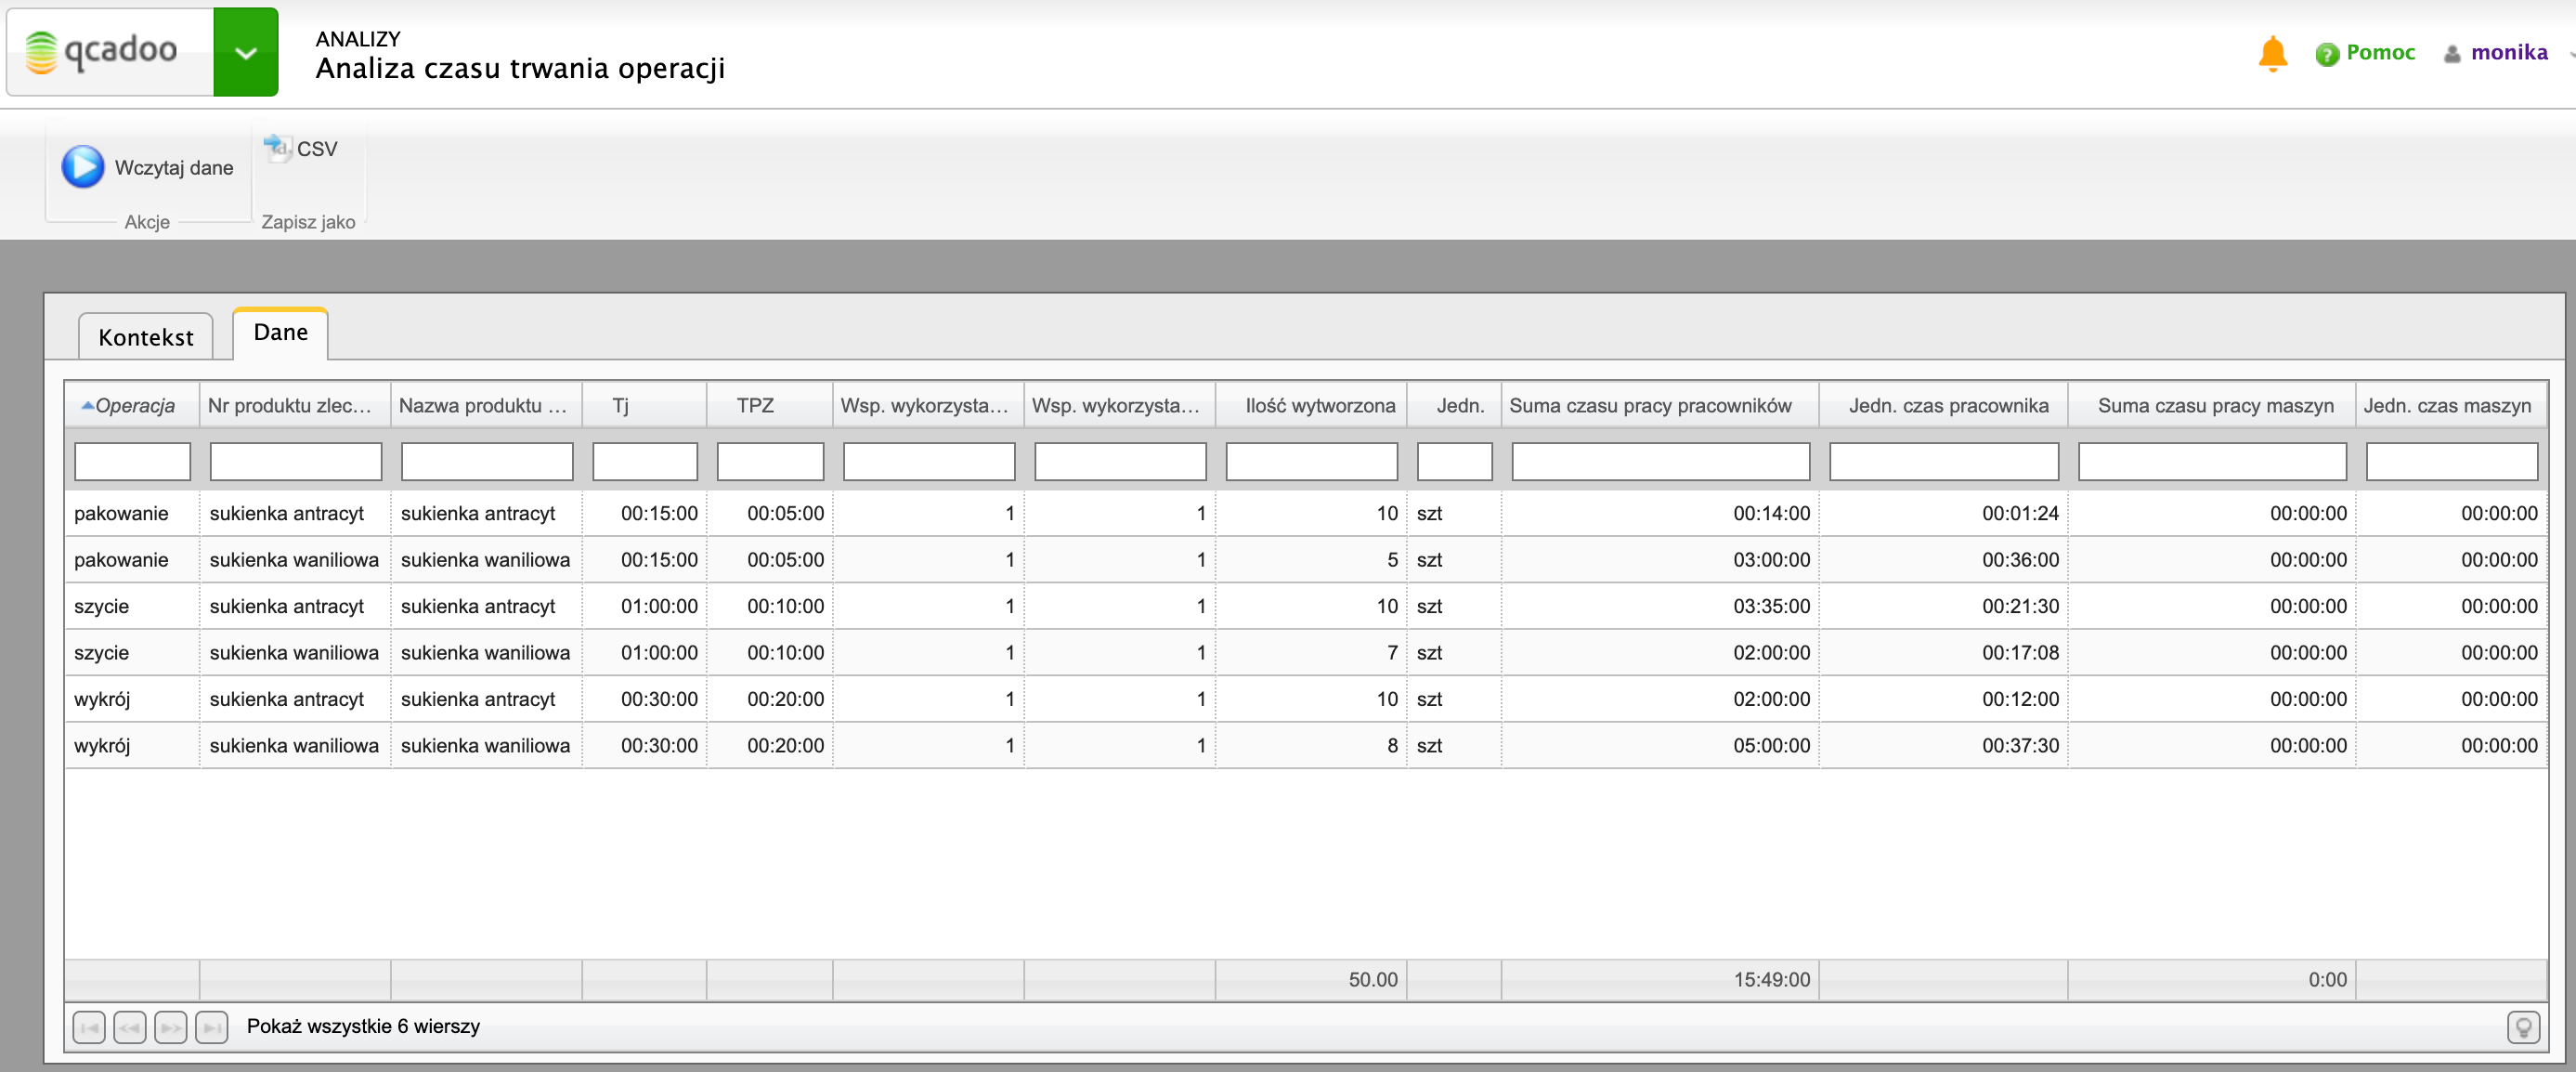 qcadoo
ANALIZY
Analiza czasu trwania operacji
Pomoc
monika
Wczytaj dane
CSV
Akcje
Zapisz jako
Kontekst
Dane
Operacja Nr produktu zlec... Nazwa produktu ... Tj TPZ Wsp. wykorzysta... Wsp. wykorzysta... Ilość wytworzona Jedn. Suma czasu pracy pracowników Jedn. czas pracownika Suma czasu pracy maszyn Jedn. czas maszyn
pakowanie sukienka antracyt sukienka antracyt 00:15:00 00:05:00 1 1 10 szt 00:14:00 00:01:24 00:00:00 00:00:00
pakowanie sukienka waniliowa sukienka waniliowa 00:15:00 00:05:00 1 1 5 szt 03:00:00 00:36:00 00:00:00 00:00:00
szycie sukienka antracyt sukienka antracyt 01:00:00 00:10:00 1 1 10 szt 03:35:00 00:21:30 00:00:00 00:00:00
szycie sukienka waniliowa sukienka waniliowa 01:00:00 00:10:00 1 1 7 szt 02:00:00 00:17:08 00:00:00 00:00:00
wykrój sukienka antracyt sukienka antracyt 00:30:00 00:20:00 1 1 10 szt 02:00:00 00:12:00 00:00:00 00:00:00
wykrój sukienka waniliowa sukienka waniliowa 00:30:00 00:20:00 1 1 8 szt 05:00:00 00:37:30 00:00:00 00:00:00
50.00 15:49:00 0:00
Pokaż wszystkie 6 wierszy